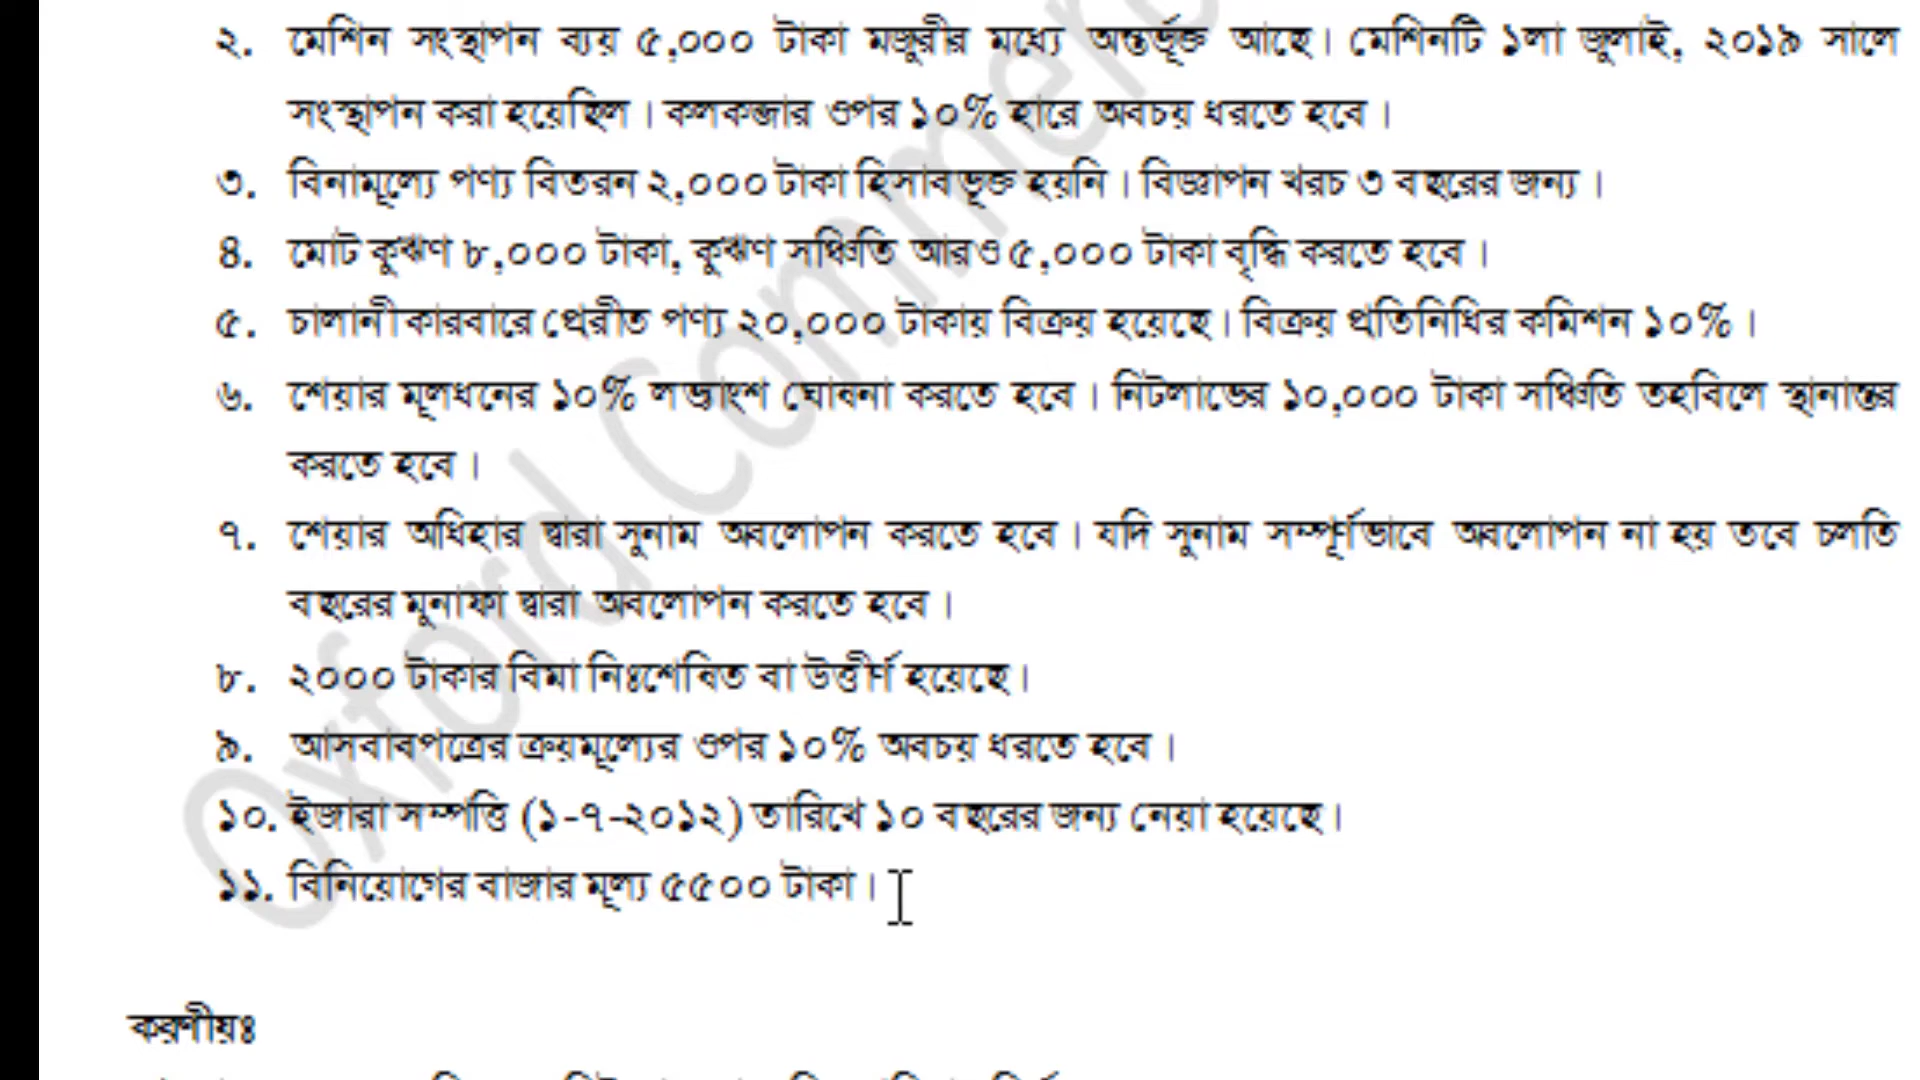 ২. মেশিন সংস্থাপন ব্যয় ৫,০০০ টাকা মজুরীর মধ্যে অন্তর্ভূক্ত আছে। মেশিনটি ১লা জুলাই, ২০১৯ সালে
সংস্থাপন করা হয়েছিল। কলকব্জার ওপর ১০% হারে অবচয় ধরতে হবে।
৩. বিনামূল্যে পণ্য বিতরন ২,০০০ টাকা হিসাবভূক্ত হয়নি। বিজ্ঞাপন খরচ ৩ বছরের জন্য।
৪. মোট কুঋণ ৮,০০০ টাকা, কুঋণ সঞ্চিতি আরও ৫,০০০ টাকা বৃদ্ধি করতে হবে।
৫. চালানী কারবারে প্রেরীত পণ্য ২০,০০০ টাকায় বিক্রয় হয়েছে। বিক্রয় প্রতিনিধির কমিশন ১০%।
৬. শেয়ার মূলধনের ১০% লভ্যাংশ ঘোষনা করতে হবে। নিটলাভের ১০,০০০ টাকা সঞ্চিতি তহবিলে স্থানান্তর
করতে হবে।
৭. শেয়ার অধিহার দ্বারা সুনাম অবলোপন করতে হবে। যদি সুনাম সম্পূর্ণভাবে অবলোপন না হয় তবে চলতি
বছরের মুনাফা দ্বারা অবলোপন করতে হবে।
৮. ২০০০ টাকার বিমা নিঃশেষিত বা উত্তীর্ণ হয়েছে।
৯. আসবাবপত্রের ক্রয়মূল্যের ওপর ১০% অবচয় ধরতে হবে।
১০. ইজারা সম্পত্তি (১-৭-২০১২) তারিখে ১০ বছরের জন্য নেয়া হয়েছে।
১১. বিনিয়োগের বাজার মূল্য ৫৫০০ টাকা।
করণীয়ঃ
Oxford Commer